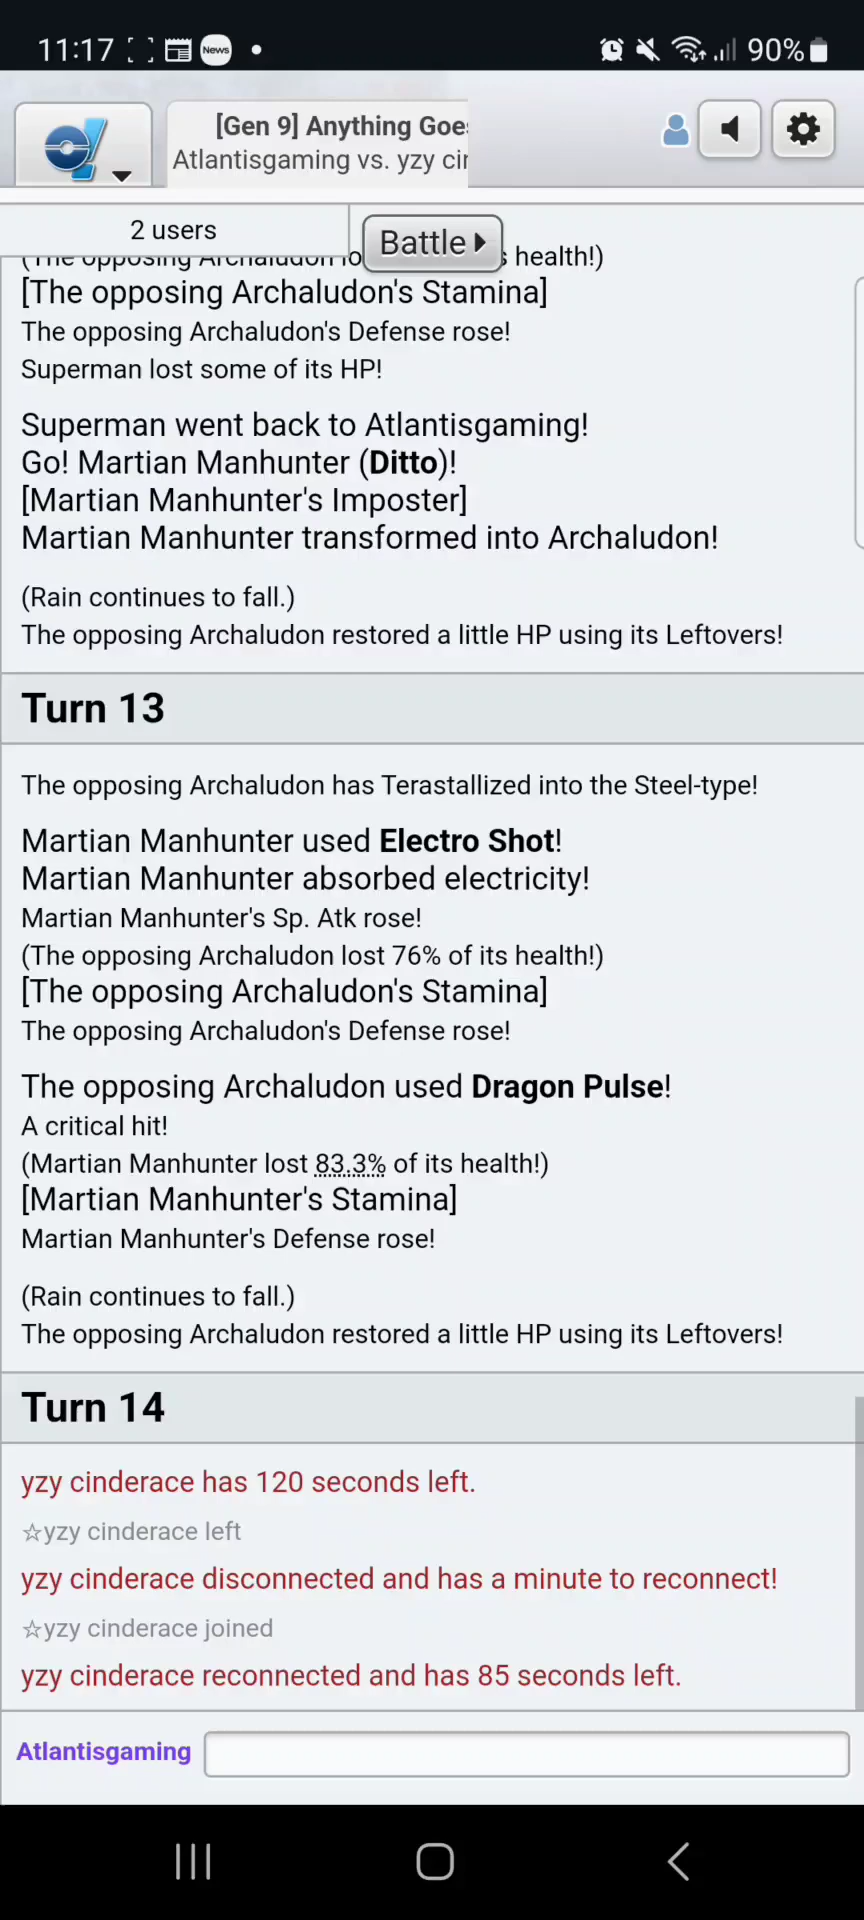 11:17
News
90%
[Gen 9] Anything Goe
Atlantisgaming vs. yzy cin
2 users
Battle
(The opposing Archaludon lo
s health!)
[The opposing Archaludon's Stamina]
The opposing Archaludon's Defense rose!
Superman lost some of its HP!
Superman went back to Atlantisgaming!
Go! Martian Manhunter (Ditto)!
[Martian Manhunter's Imposter]
Martian Manhunter transformed into Archaludon!
(Rain continues to fall.)
The opposing Archaludon restored a little HP using its Leftovers!
Turn 13
The opposing Archaludon has Terastallized into the Steel-type!
Martian Manhunter used Electro Shot!
Martian Manhunter absorbed electricity!
Martian Manhunter's Sp. Atk rose!
(The opposing Archaludon lost 76% of its health!)
[The opposing Archaludon's Stamina]
The opposing Archaludon's Defense rose!
The opposing Archaludon used Dragon Pulse!
A critical hit!
(Martian Manhunter lost 83.3% of its health!)
[Martian Manhunter's Stamina]
Martian Manhunter's Defense rose!
(Rain continues to fall.)
The opposing Archaludon restored a little HP using its Leftovers!
Turn 14
yzy cinderace has 120 seconds left.
☆yzy cinderace left
yzy cinderace disconnected and has a minute to reconnect!
☆yzy cinderace joined
yzy cinderace reconnected and has 85 seconds left.
Atlantisgaming